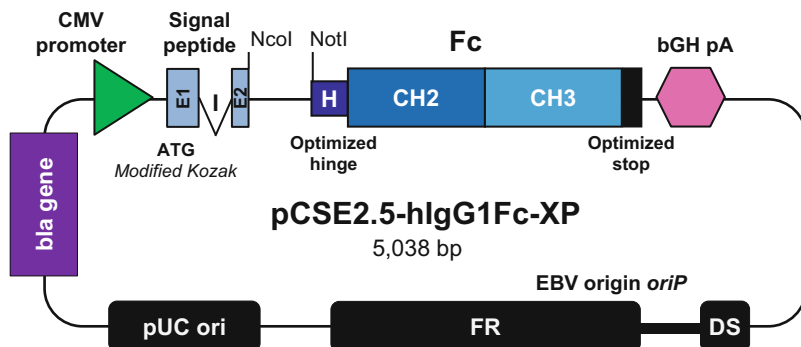 CMV
promoter
Signal
peptide
NcoI
NotI
Fc
bGH pA
E1
I
E2
H
CH2
CH3
ATG
Modified Kozak
Optimized
hinge
Optimized
stop
bla gene
pCSE2.5-hIgG1Fc-XP
5,038 bp
EBV origin oriP
pUC ori
FR
DS